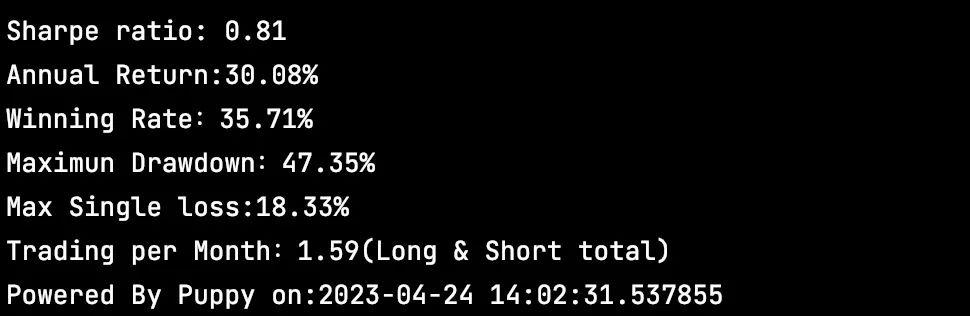 Sharpe ratio: 0.81
Annual Return:30.08%
Winning Rate: 35.71%
Maximun Drawdown: 47.35%
Max Single loss:18.33%
Trading per Month: 1.59(Long & Short total)
Powered By Puppy on:2023-04-24 14:02:31.537855